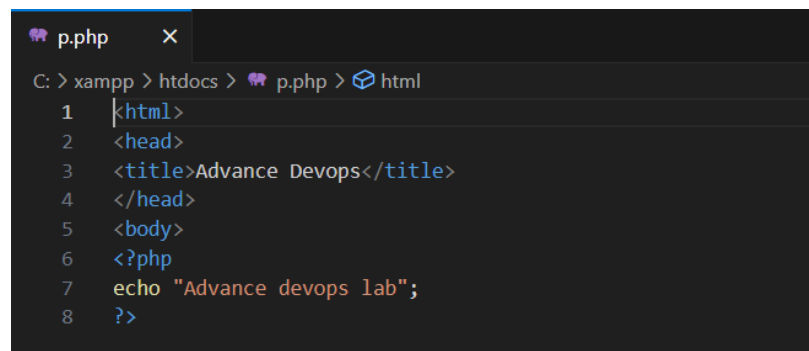 p.php ×
C: > xampp > htdocs > p.php > html
1 <html>
2 <head>
3 <title>Advance Devops</title>
4 </head>
5 <body>
6 <?php
7 echo "Advance devops lab";
8 ?>